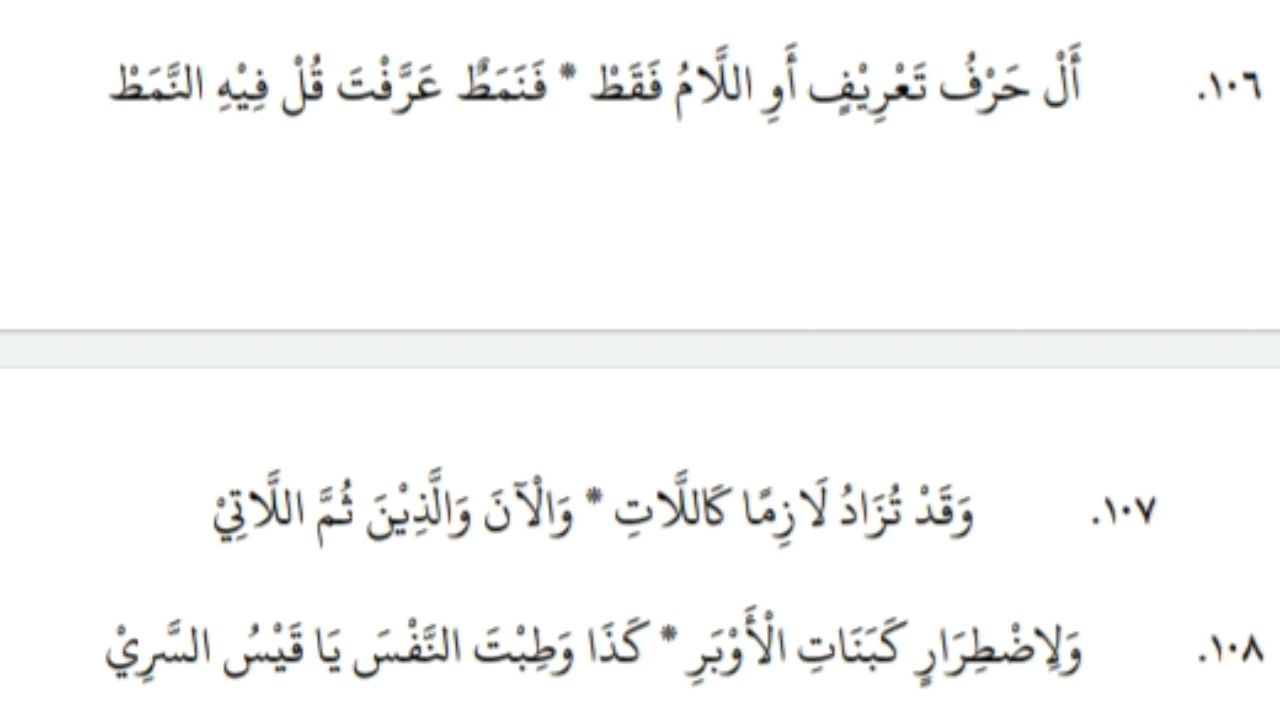 ١٠٦. أَلْ حَرْفُ تَعْرِيْفٍ أَوِ اللَّامُ فَقَطْ * فَنَمَطٌ عَرَّفْتَ قُلْ فِيْهِ النَّمَطْ
١٠٧. وَقَدْ تُزَادُ لَازِمًا كَاللَّاتِ * وَالْآنَ وَالَّذِيْنَ ثُمَّ اللَّاتِيْ
١٠٨. وَلِاضْطِرَارٍ كَبَنَاتِ الْأَوْبَرِ * كَذَا وَطِبْتَ النَّفْسَ يَا قَيْسُ السَّرِيْ